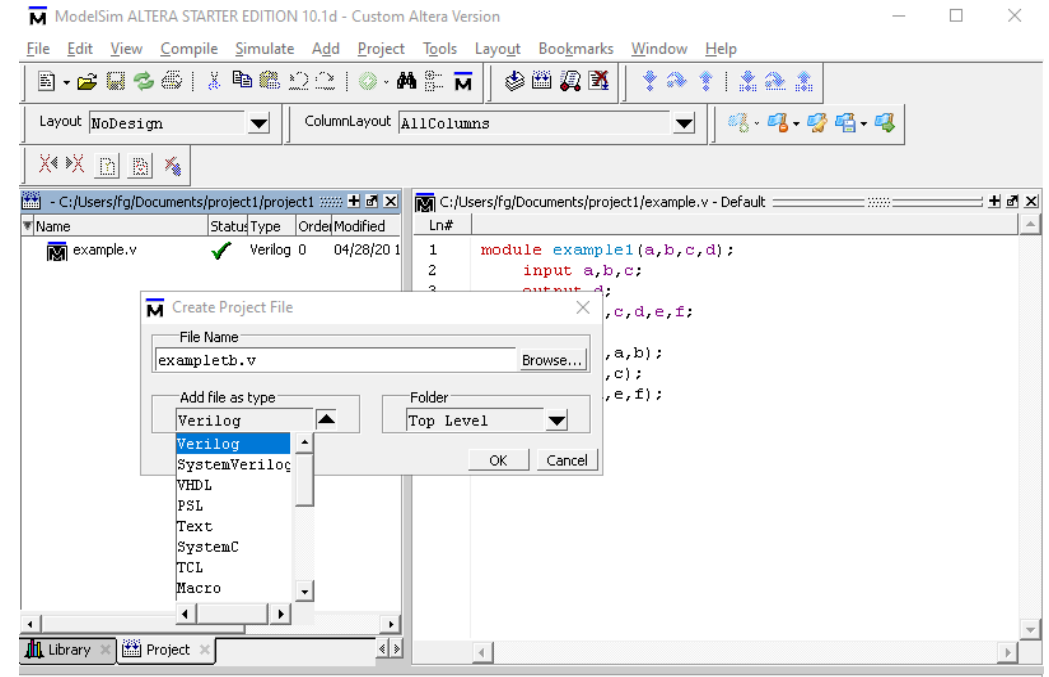 ModelSim ALTERA STARTER EDITION 10.1d - Custom Altera Version
File Edit View Compile Simulate Add Project Tools Layout Bookmarks Window Help
Layout NoDesign ColumnLayout AllColumns
- C:/Users/fg/Documents/project1/project1
C:/Users/fg/Documents/project1/example.v - Default
Name Status Type Order Modified
Ln#
example.v Verilog 0 04/28/20 1
1 module example1(a,b,c,d);
2 input a,b,c;
3 output d;
,c,d,e,f;
,a,b);
,c);
,e,f);
Create Project File
File Name
exampletb.v Browse...
Add file as type Folder
Verilog Top Level
OK Cancel
Verilog
SystemVerilog
VHDL
PSL
Text
SystemC
TCL
Macro
Library Project